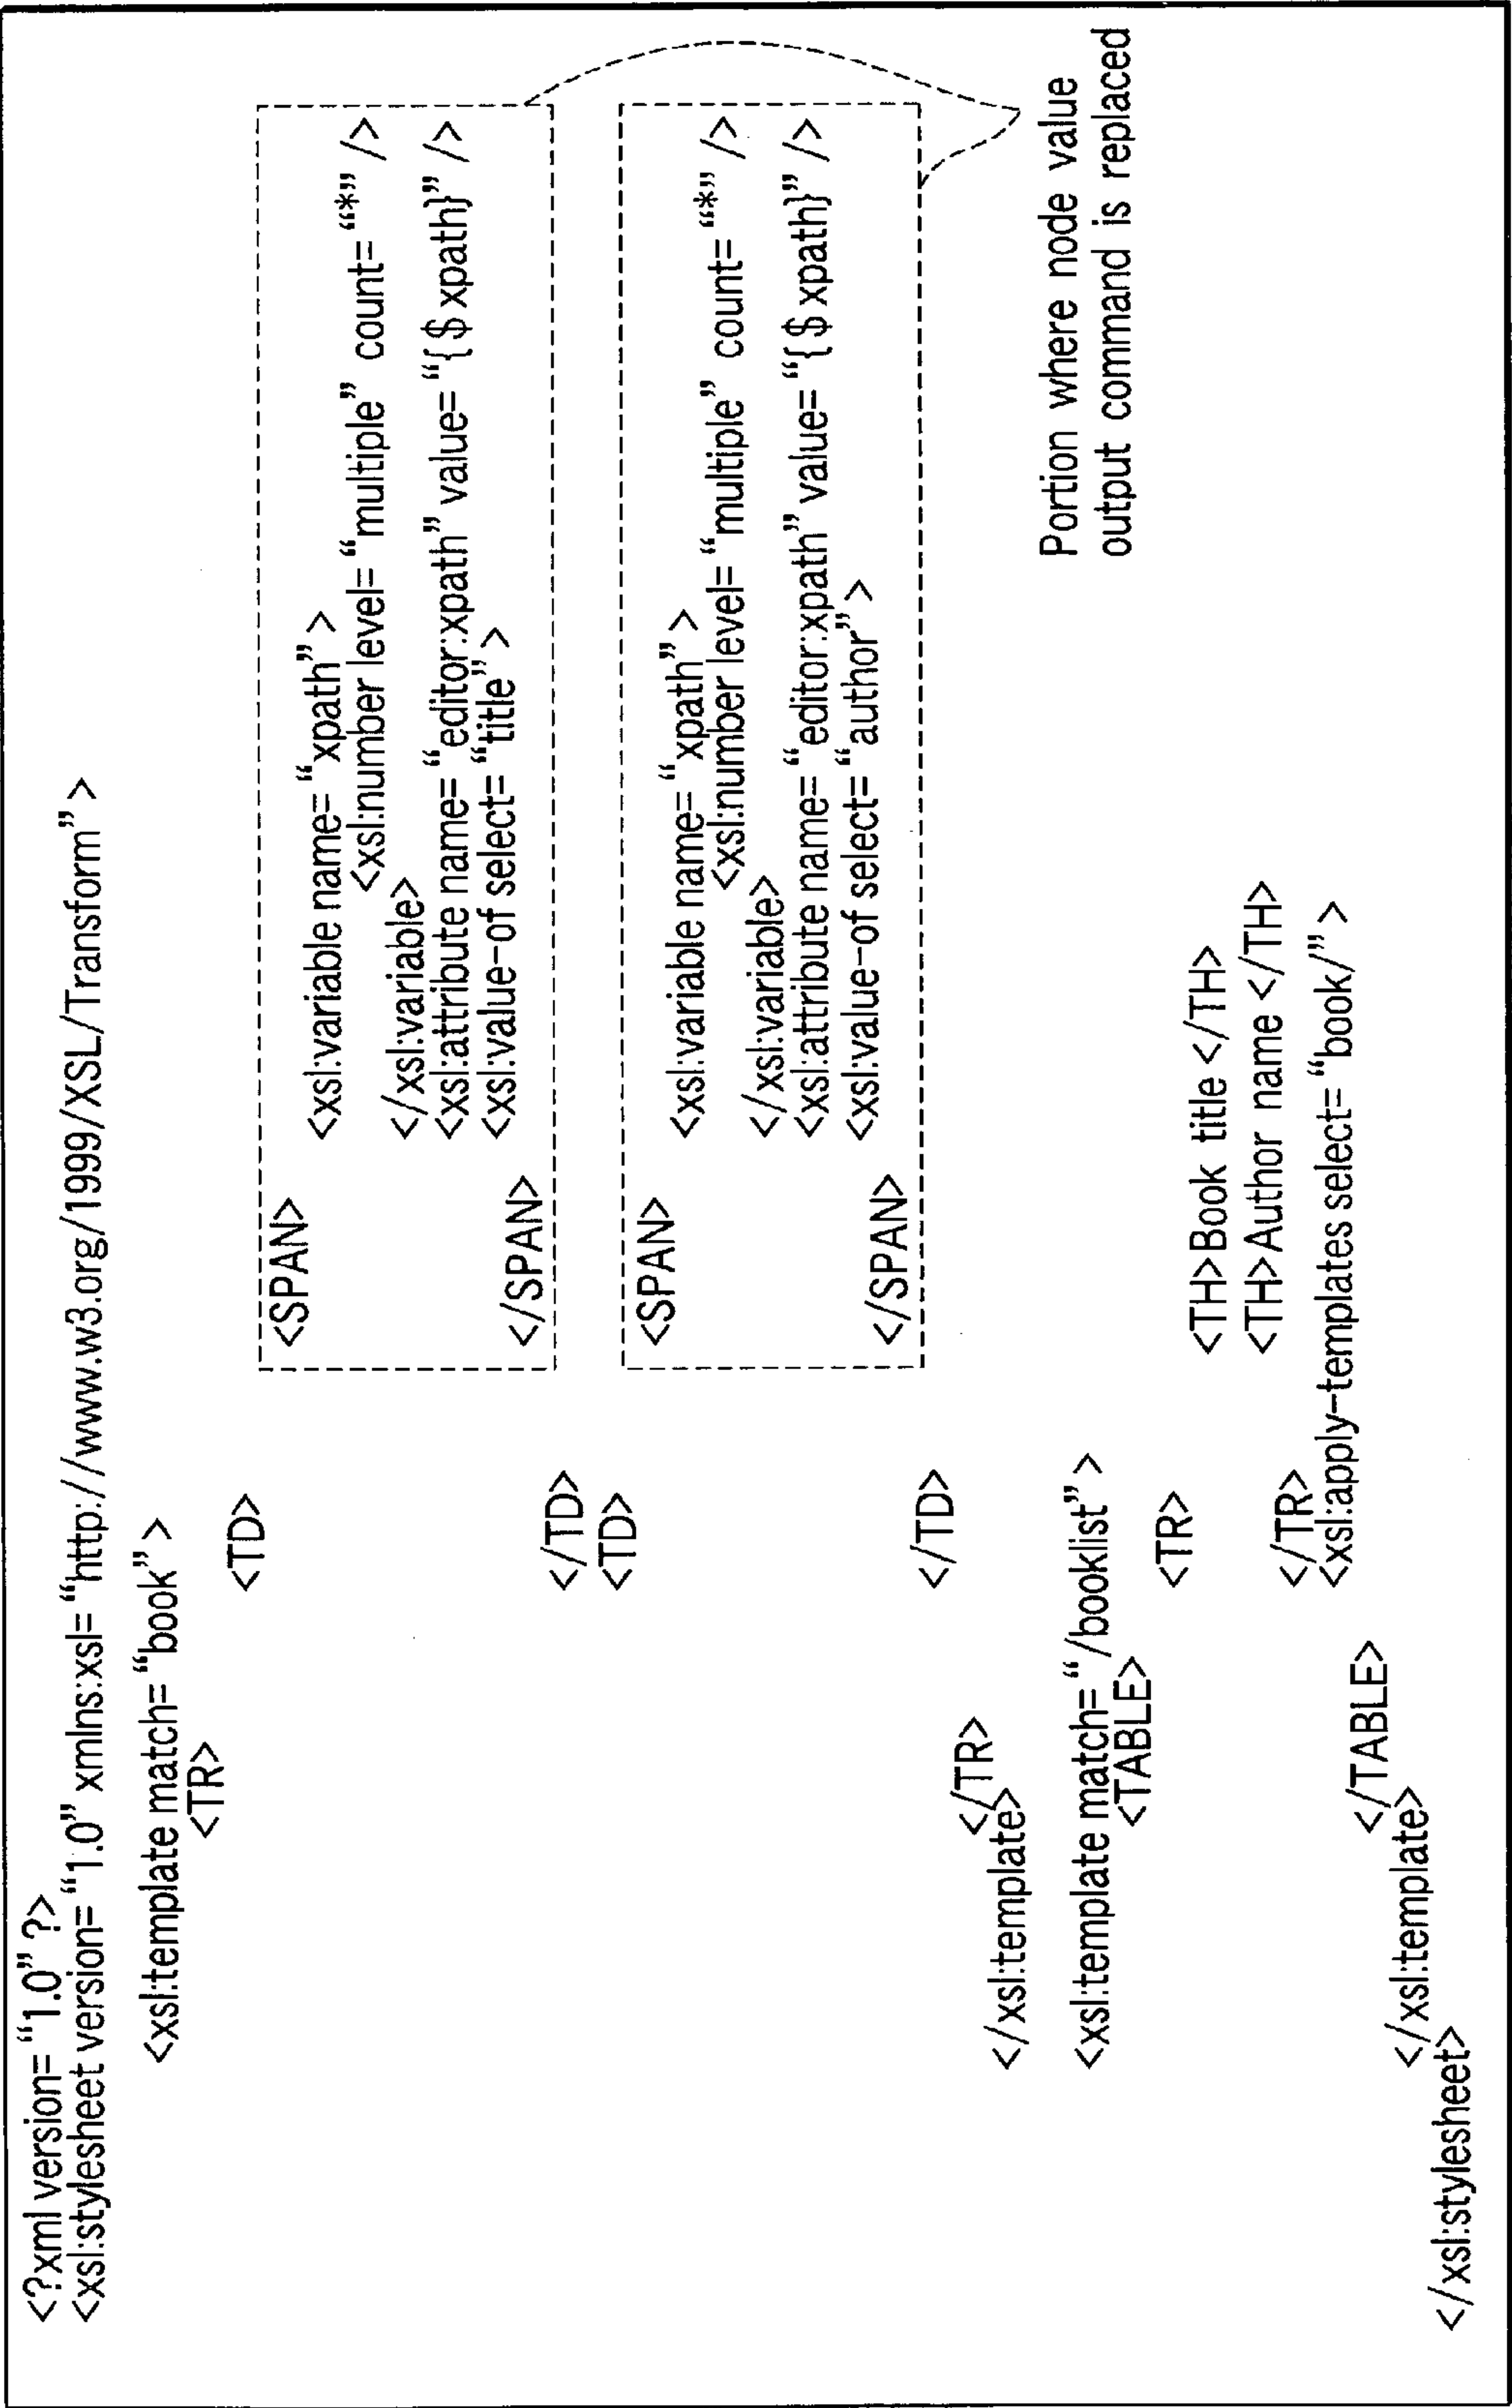 <?xml version=“1.0” ?>
<xsl:stylesheet version=“1.0” xmlns:xsl=“http://www.w3.org/1999/XSL/Transform” >
<xsl:template match=“book” >
<TR>
<TD>
<SPAN>
<xsl:variable name=“xpath” >
<xsl:number level=“multiple” count=“*” />
</xsl:variable>
<xsl:attribute name=“editor:xpath” value=“{$ xpath}” />
<xsl:value-of select=“title” >
</SPAN>
</TD>
<TD>
<SPAN>
<xsl:variable name=“xpath” >
<xsl:number level=“multiple” count=“*” />
</xsl:variable>
<xsl:attribute name=“editor:xpath” value=“{$ xpath}” />
<xsl:value-of select=“author” >
</SPAN>
</TD>
</TR>
</xsl:template>
Portion where node value
output command is replaced
<xsl:template match=“/booklist” >
<TABLE>
<TR>
<TH>Book title </TH>
<TH>Author name </TH>
</TR>
<xsl:apply-templates select=“book/” >
</TABLE>
</xsl:template>
</xsl:stylesheet>